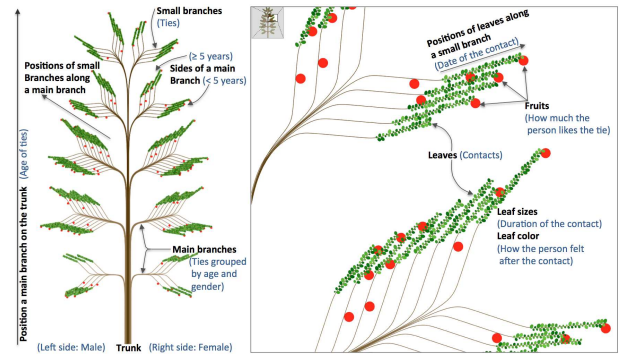 Small branches
(Ties)
(≥ 5 years)
Positions of small
Branches along
a main branch
Sides of a main
Branch (< 5 years)
Position a main branch on the trunk (Age of ties)
Main branches
(Ties grouped
by age and
gender)
(Left side: Male) Trunk (Right side: Female)
Positions of leaves along
a small branch
(Date of the contact)
Fruits
(How much the
person likes the tie)
Leaves (Contacts)
Leaf sizes
(Duration of the contact)
Leaf color
(How the person felt
after the contact)